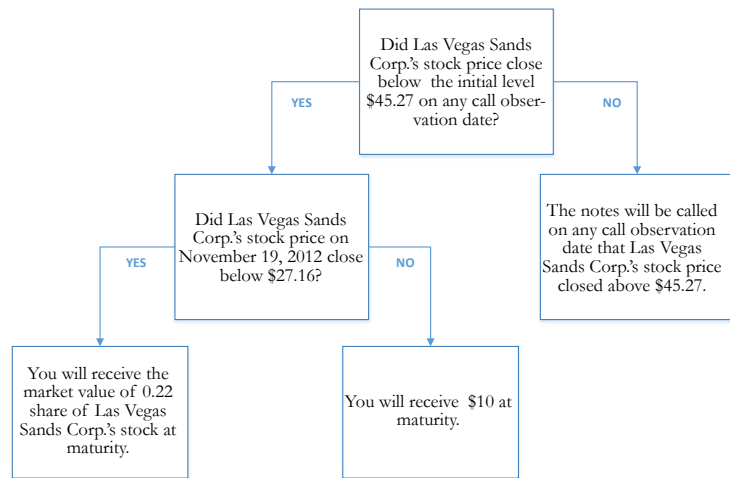 Did Las Vegas Sands
Corp.'s stock price close
below the initial level
$45.27 on any call obser-
vation date?
YES
NO
Did Las Vegas Sands
Corp.'s stock price on
November 19, 2012 close
below $27.16?
The notes will be called
on any call observation
date that Las Vegas
Sands Corp.'s stock price
closed above $45.27.
YES
NO
You will receive the
market value of 0.22
share of Las Vegas
Sands Corp.'s stock at
maturity.
You will receive $10 at
maturity.